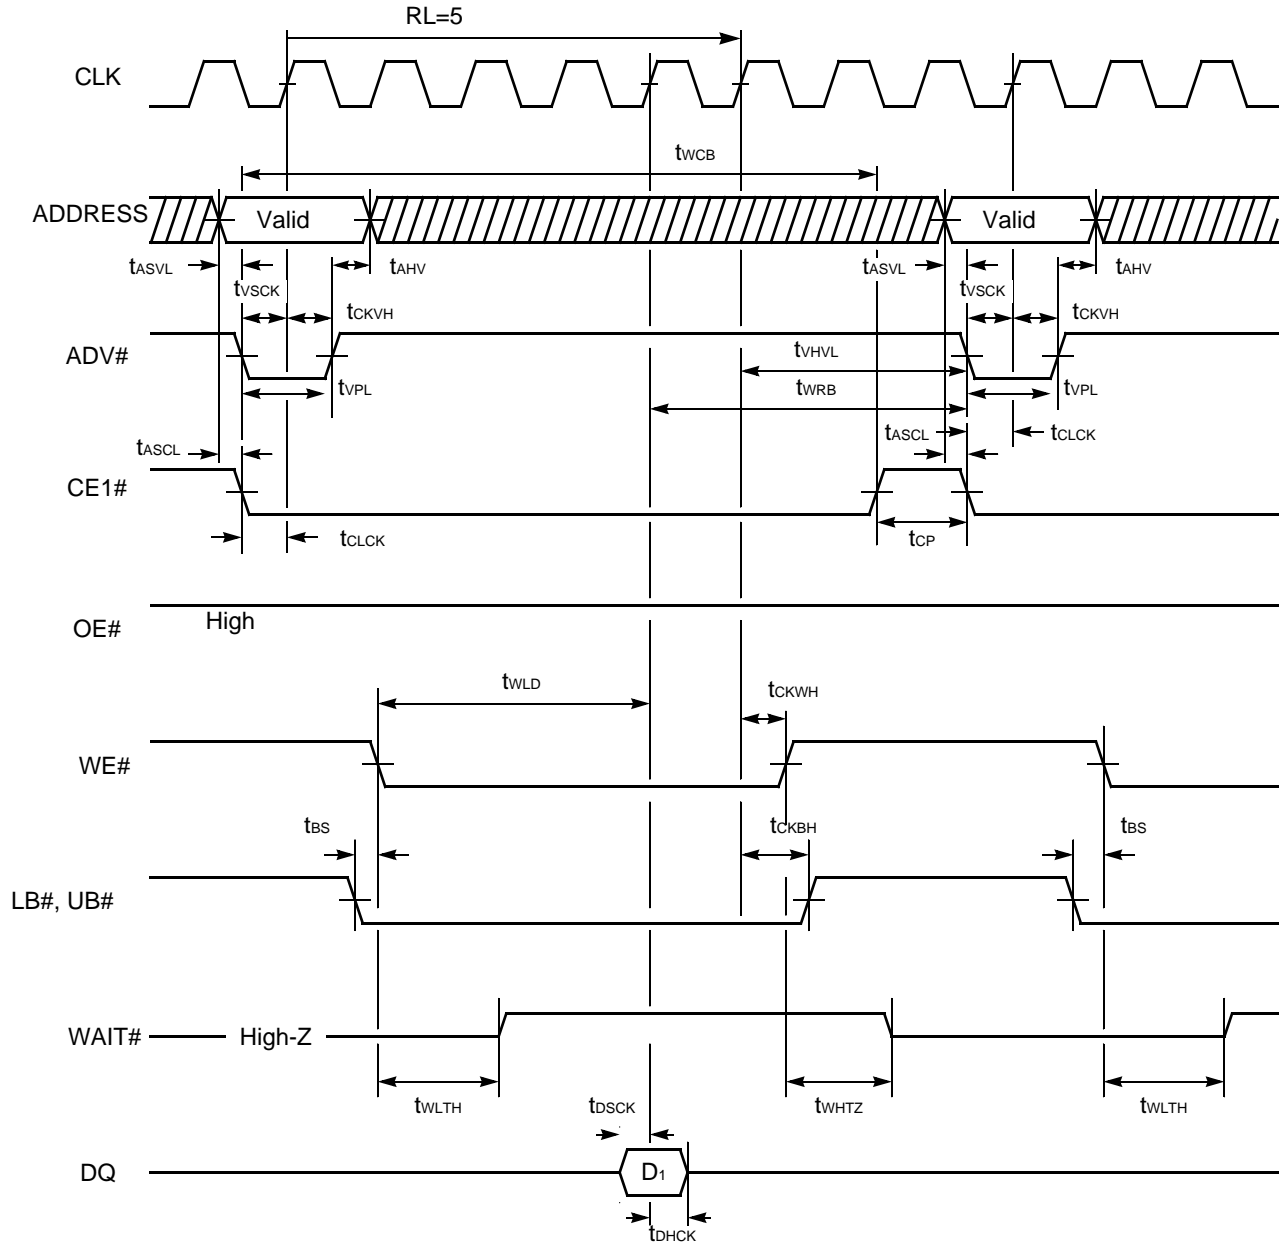 RL=5
CLK
tWCB
ADDRESS
Valid
Valid
tASVL
tAHV
tASVL
tAHV
tVSCK
tCKVH
tVSCK
tCKVH
ADV#
tVHVL
tVPL
tWRB
tVPL
tASCL
tASCL
tCLCK
CE1#
tCLCK
tCP
OE#
High
tWLD
tCKWH
WE#
tBS
tCKBH
tBS
LB#, UB#
WAIT#
High-Z
tWLTH
tDSCK
tWHTZ
tWLTH
DQ
D1
tDHCK